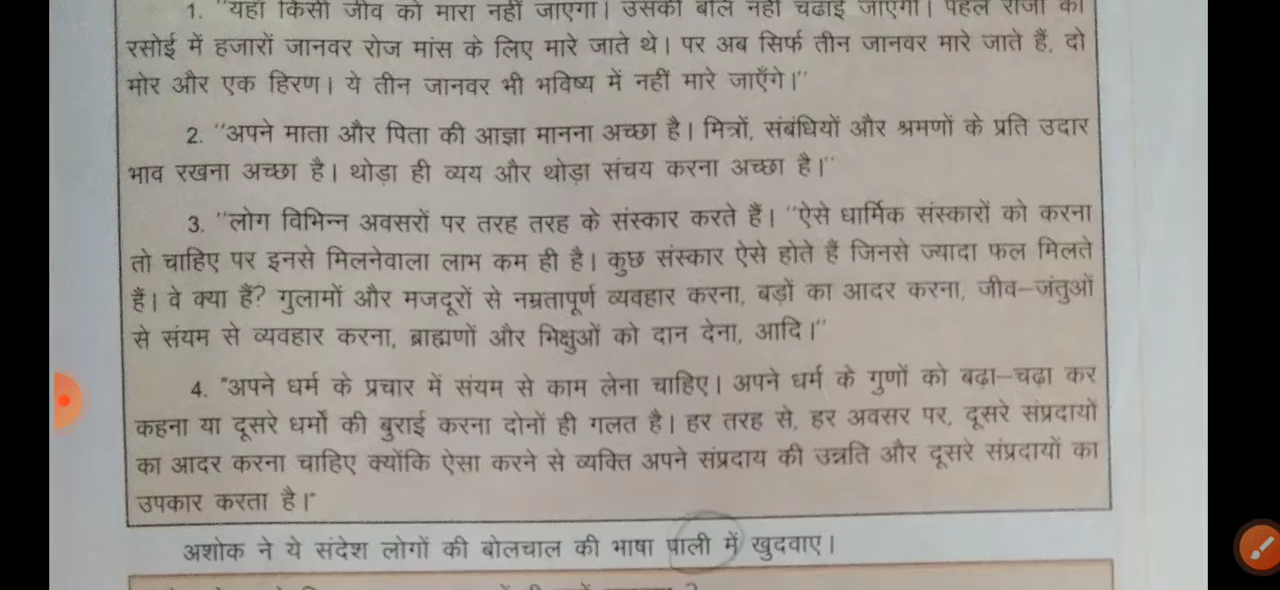 1. "यहाँ किसी जीव को मारा नहीं जाएगा। उसकी बलि नहीं चढाई जाएगी। पहले राजा की
रसोई में हजारों जानवर रोज मांस के लिए मारे जाते थे। पर अब सिर्फ तीन जानवर मारे जाते हैं, दो
मोर और एक हिरण। ये तीन जानवर भी भविष्य में नहीं मारे जाएँगे।"
2. "अपने माता और पिता की आज्ञा मानना अच्छा है। मित्रों, संबंधियों और श्रमणों के प्रति उदार
भाव रखना अच्छा है। थोड़ा ही व्यय और थोड़ा संचय करना अच्छा है।"
3. "लोग विभिन्न अवसरों पर तरह तरह के संस्कार करते हैं। "ऐसे धार्मिक संस्कारों को करना
तो चाहिए पर इनसे मिलनेवाला लाभ कम ही है। कुछ संस्कार ऐसे होते हैं जिनसे ज्यादा फल मिलते
हैं। वे क्या हैं? गुलामों और मजदूरों से नम्रतापूर्ण व्यवहार करना, बड़ों का आदर करना, जीव–जंतुओं
से संयम से व्यवहार करना, ब्राह्मणों और भिक्षुओं को दान देना, आदि।"
4. "अपने धर्म के प्रचार में संयम से काम लेना चाहिए। अपने धर्म के गुणों को बढ़ा–चढ़ा कर
कहना या दूसरे धर्मों की बुराई करना दोनों ही गलत है। हर तरह से, हर अवसर पर, दूसरे संप्रदायों
का आदर करना चाहिए क्योंकि ऐसा करने से व्यक्ति अपने संप्रदाय की उन्नति और दूसरे संप्रदायों का
उपकार करता है।"
अशोक ने ये संदेश लोगों की बोलचाल की भाषा पाली में खुदवाए।